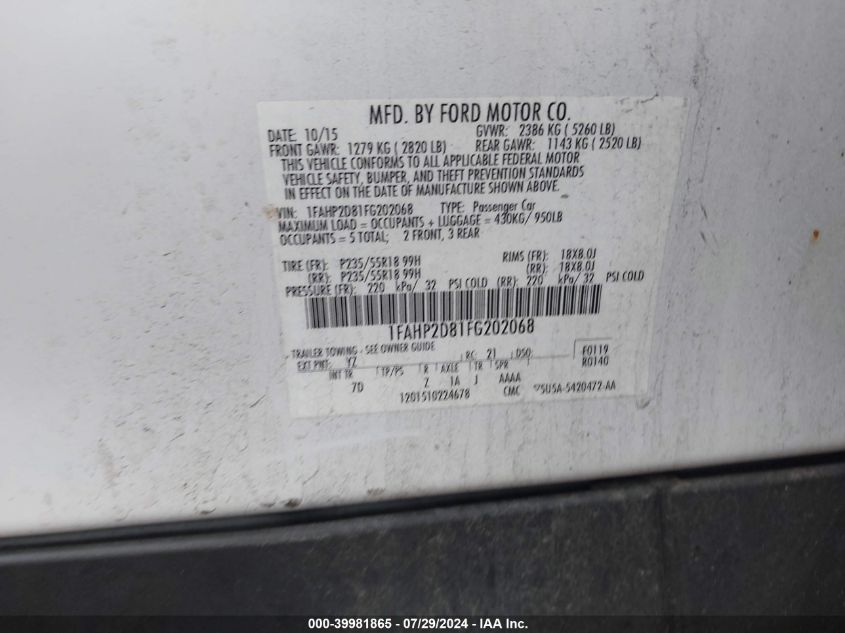 MFD. BY FORD MOTOR CO.
DATE: 10/15 GVWR: 2386 KG ( 5260 LB)
FRONT GAWR: 1279 KG ( 2820 LB) REAR GAWR: 1143 KG ( 2520 LB)
THIS VEHICLE CONFORMS TO ALL APPLICABLE FEDERAL MOTOR
VEHICLE SAFETY, BUMPER, AND THEFT PREVENTION STANDARDS
IN EFFECT ON THE DATE OF MANUFACTURE SHOWN ABOVE.
VIN: 1FAHP2D81FG202068 TYPE: Passenger Car
MAXIMUM LOAD = OCCUPANTS + LUGGAGE = 430KG/ 950LB
OCCUPANTS = 5 TOTAL; 2 FRONT, 3 REAR
TIRE (FR): P235/55R18 99H RIMS (FR): 18X8.0J
(RR): P235/55R18 99H (RR): 18X8.0J
PRESSURE (FR): 220 kPa/ 32 PSI COLD (RR): 220 kPa/ 32 PSI COLD
1FAHP2D81FG202068
TRAILER TOWING - SEE OWNER GUIDE
EXT PNT: YZ RC: 21 DSO: F0119
R0140
INT TR TP/PS R AXLE TR SPR
7D Z 1A J AAAA
1201510224678 CMC 5U5A-5420472-AA
000-39981865 / 07/29/2024 / IAA Inc.